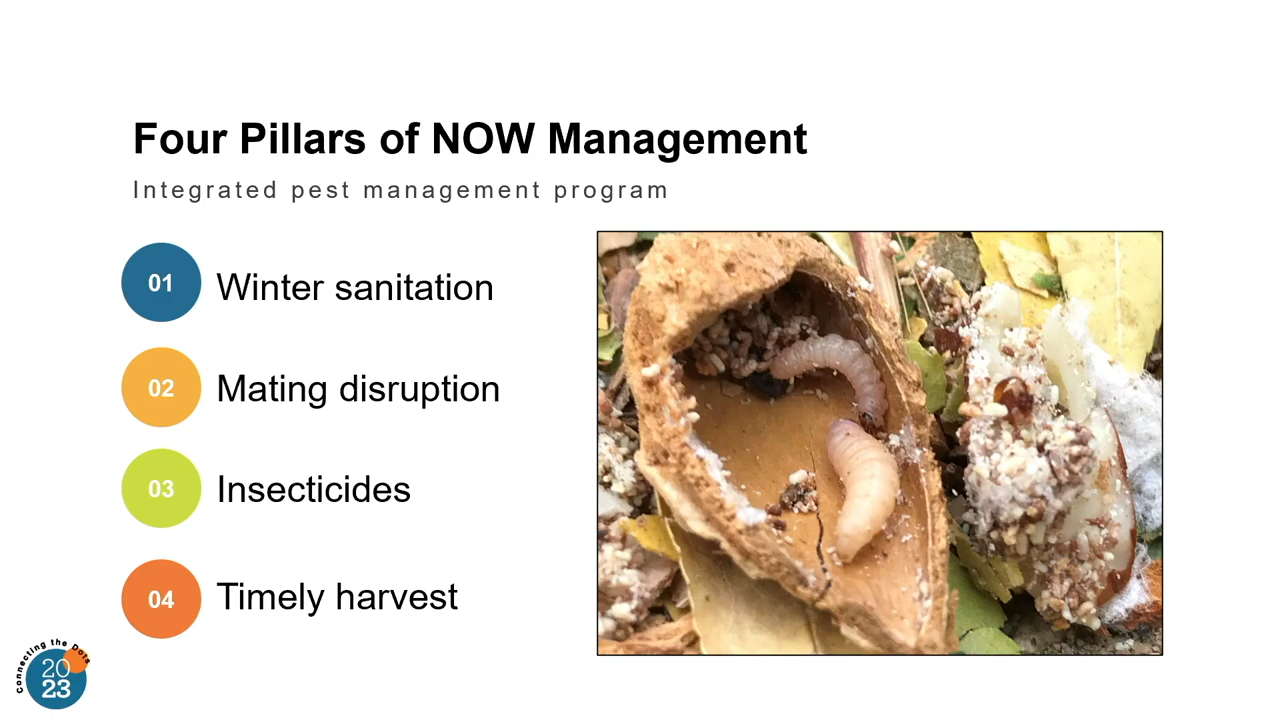 Four Pillars of NOW Management
Integrated pest management program
01 Winter sanitation
02 Mating disruption
03 Insecticides
04 Timely harvest
Connecting the Dots
20
23